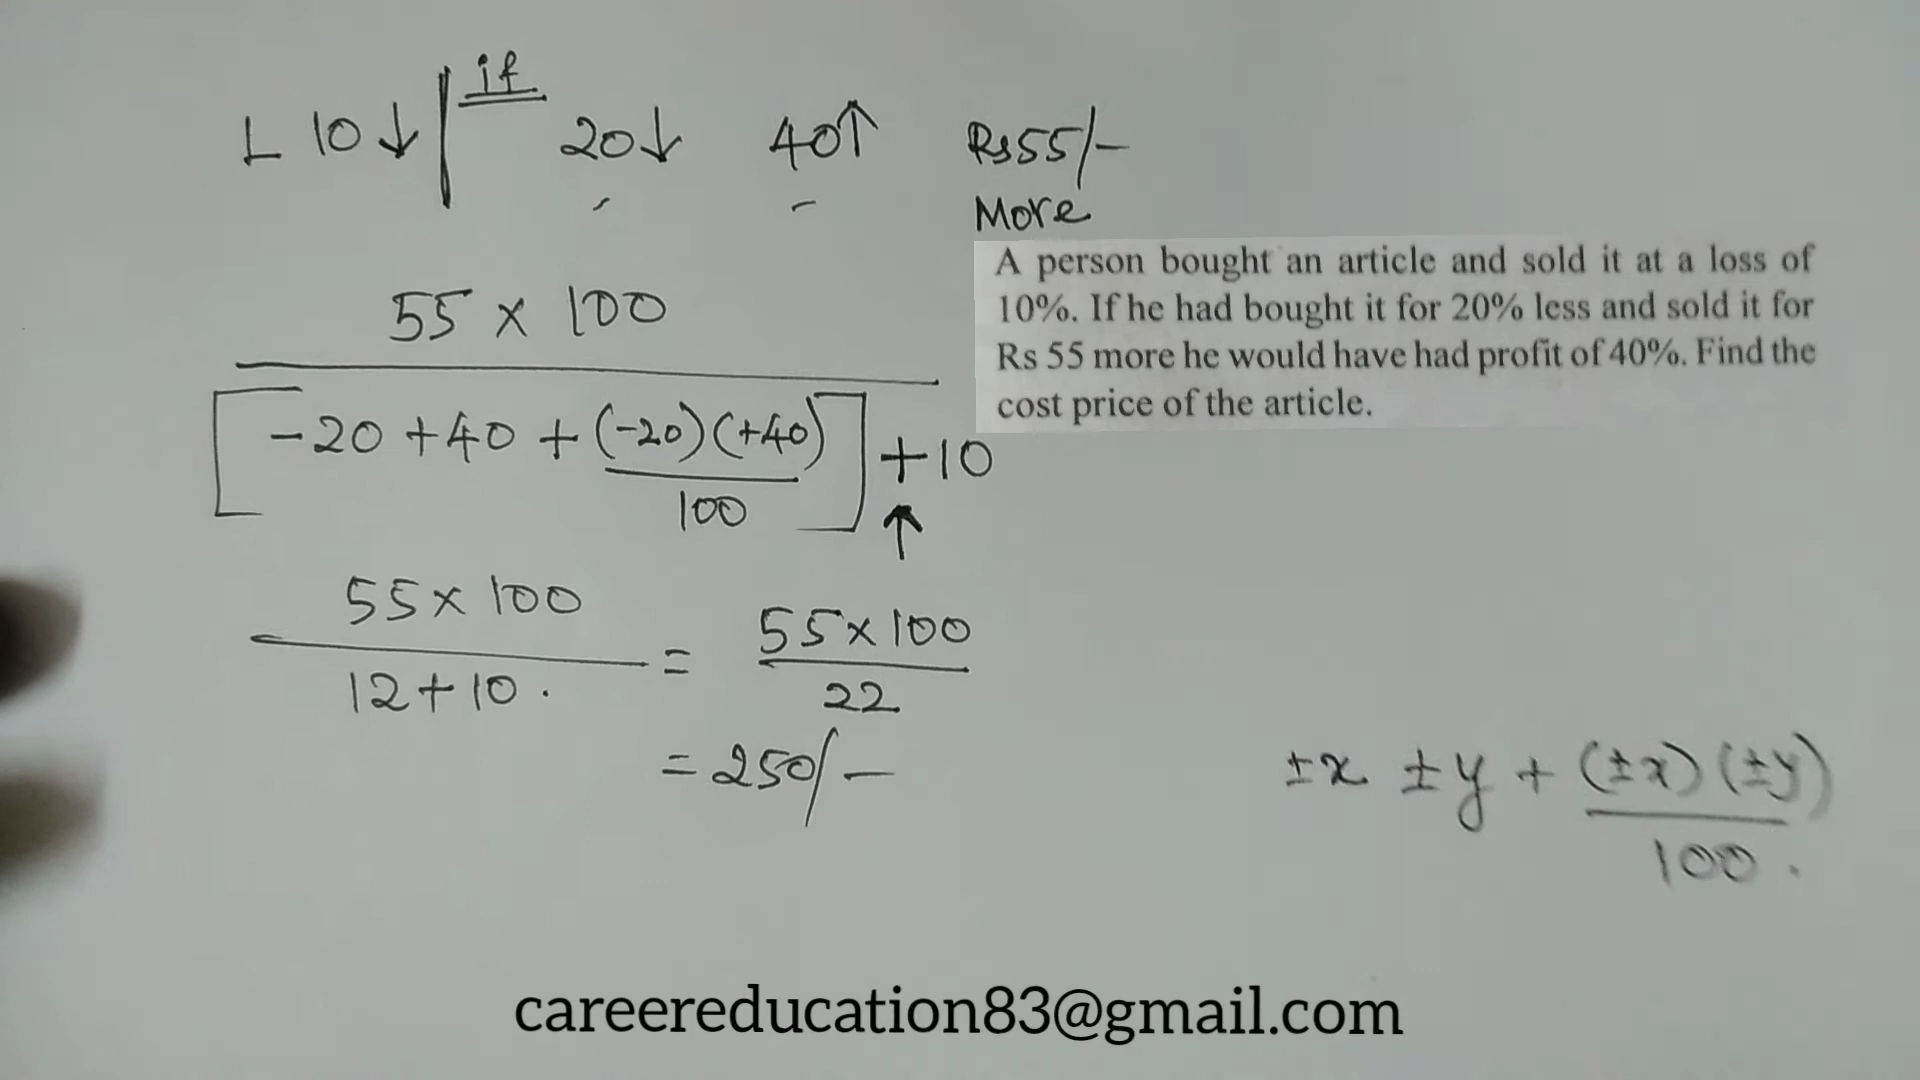 if
L 10↓ | 20↓ 40↑ Rs55/-
More
A person bought an article and sold it at a loss of
10%. If he had bought it for 20% less and sold it for
Rs 55 more he would have had profit of 40%. Find the
cost price of the article.
55 x 100
[-20 +40 + (-20)(+40)] +10
100
↑
55x 100
12+10.
= 55x100
22
= 250/-
±x ±y + (±x)(±y)
100.
careereducation83@gmail.com